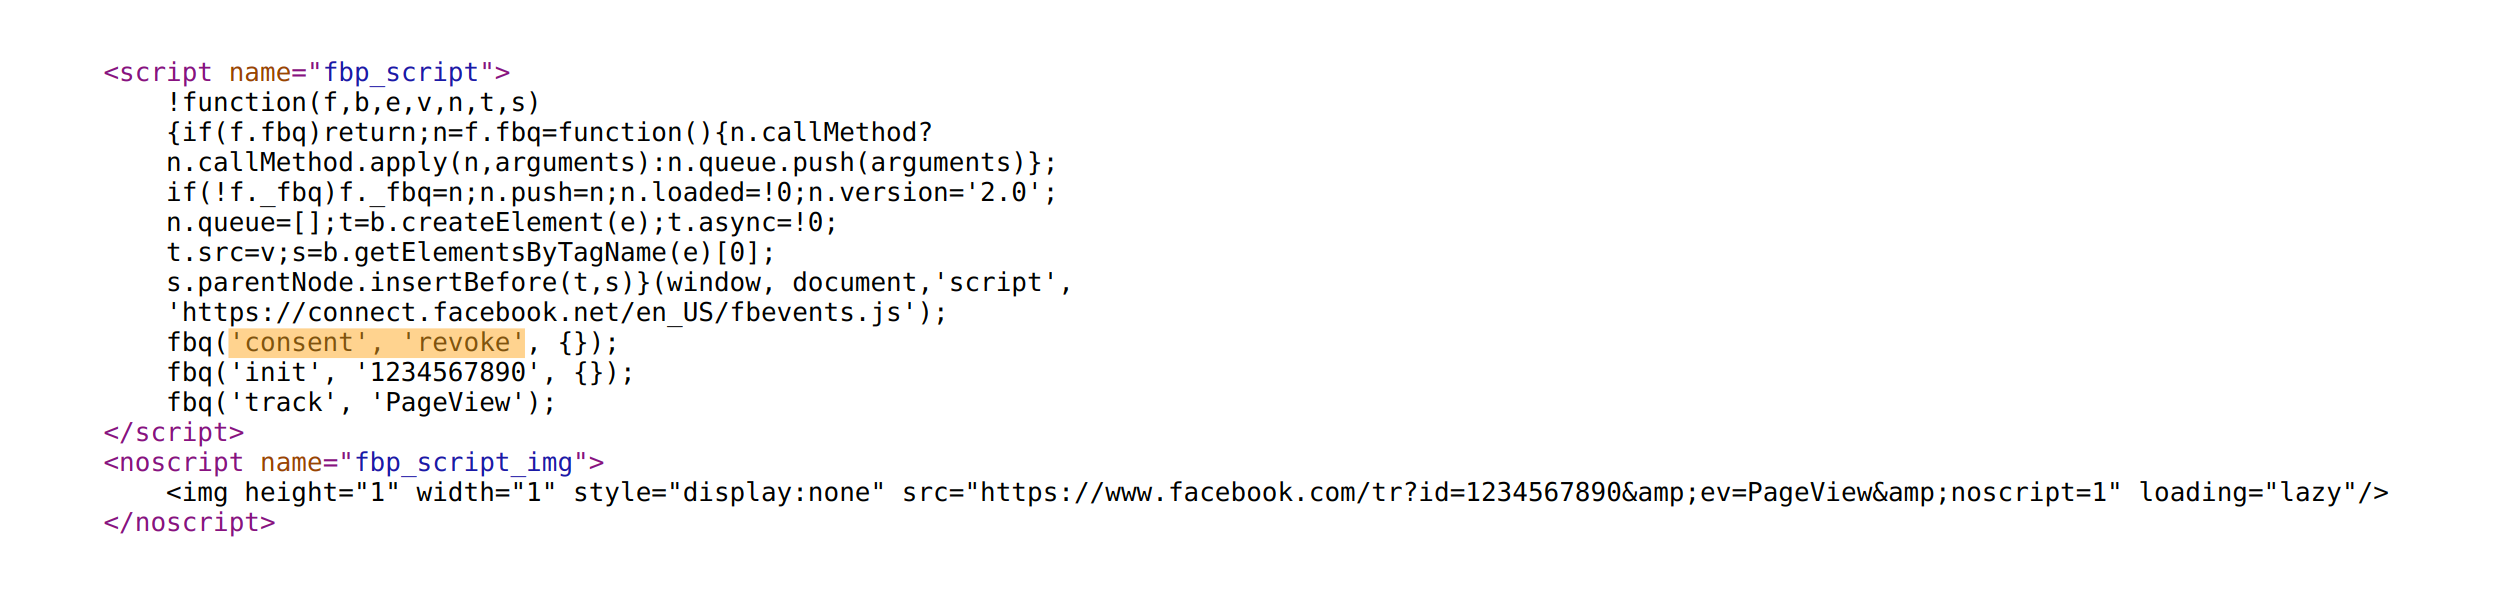 <script name="fbp_script">
!function(f,b,e,v,n,t,s)
{if(f.fbq)return;n=f.fbq=function(){n.callMethod?
n.callMethod.apply(n,arguments):n.queue.push(arguments)};
if(!f._fbq)f._fbq=n;n.push=n;n.loaded=!0;n.version='2.0';
n.queue=[];t=b.createElement(e);t.async=!0;
t.src=v;s=b.getElementsByTagName(e)[0];
s.parentNode.insertBefore(t,s)}(window, document,'script',
'https://connect.facebook.net/en_US/fbevents.js');
fbq('consent', 'revoke', {});
fbq('init', '1234567890', {});
fbq('track', 'PageView');
</script>
<noscript name="fbp_script_img">
<img height="1" width="1" style="display:none" src="https://www.facebook.com/tr?id=1234567890&amp;ev=PageView&amp;noscript=1" loading="lazy"/>
</noscript>